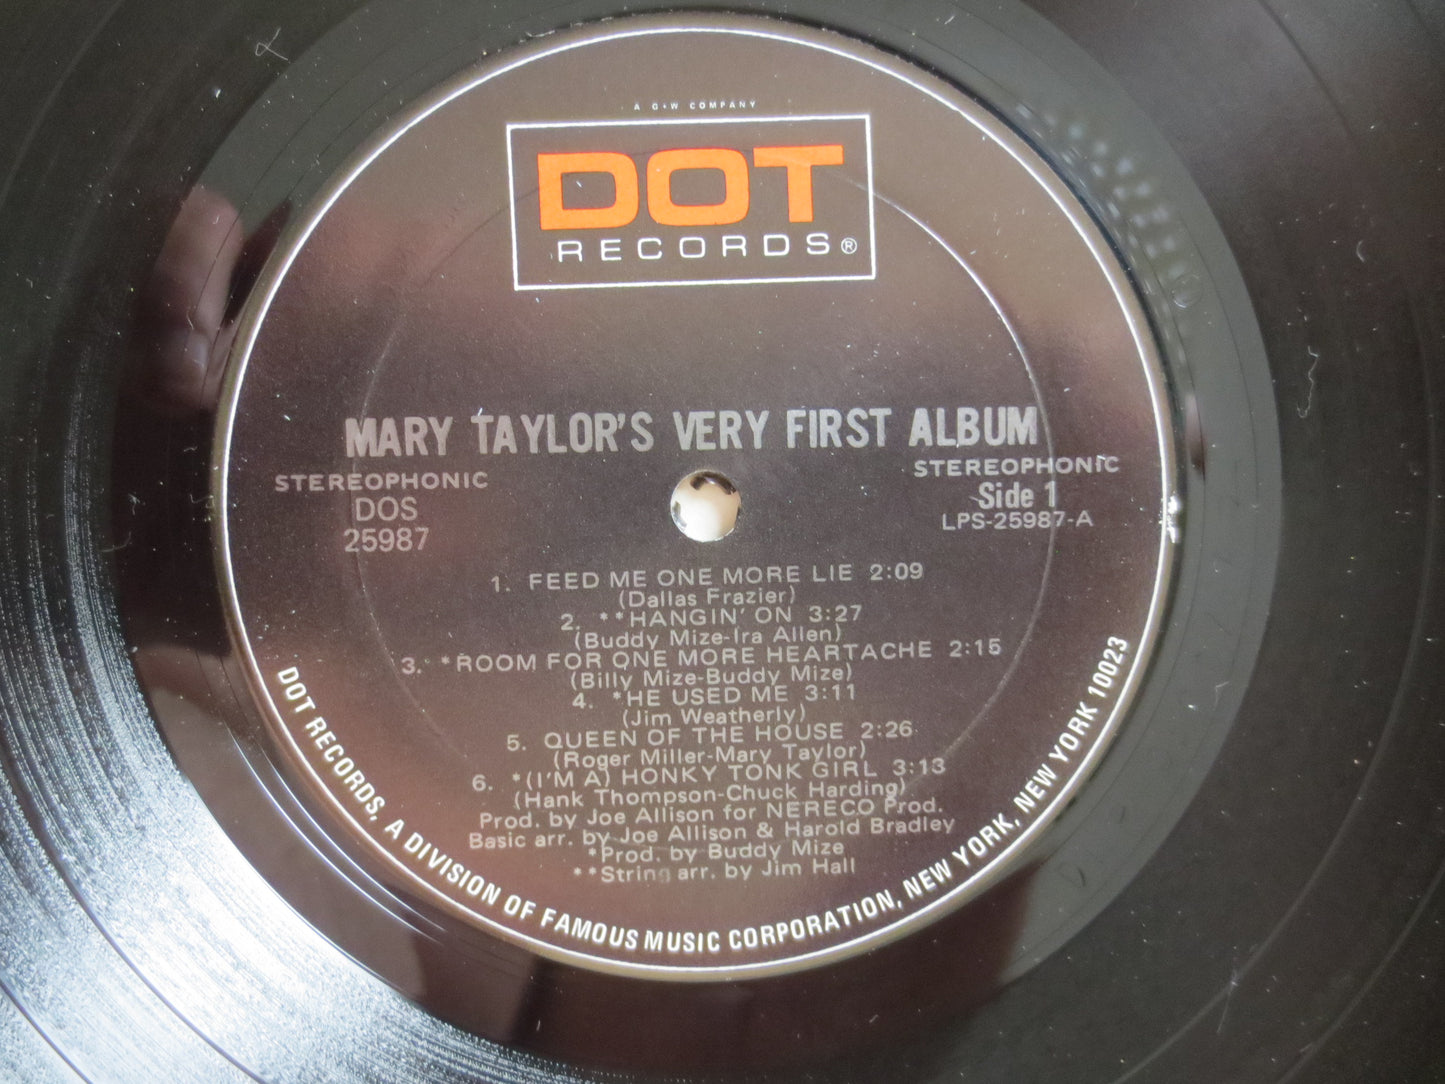 A G+W COMPANY
DOT
RECORDS®
MARY TAYLOR'S VERY FIRST ALBUM
STEREOPHONIC
DOS
25987
STEREOPHONIC
Side 1
LPS-25987-A
1. FEED ME ONE MORE LIE 2:09
(Dallas Frazier)
2. **HANGIN' ON 3:27
(Buddy Mize-Ira Allen)
3. *ROOM FOR ONE MORE HEARTACHE 2:15
(Billy Mize-Buddy Mize)
4. *HE USED ME 3:11
(Jim Weatherly)
5. QUEEN OF THE HOUSE 2:26
(Roger Miller-Mary Taylor)
6. *(I'M A) HONKY TONK GIRL 3:13
(Hank Thompson-Chuck Harding)
Prod. by Joe Allison for NERECO Prod.
Basic arr. by Joe Allison & Harold Bradley
*Prod. by Buddy Mize
**String arr. by Jim Hall
DOT RECORDS, A DIVISION OF FAMOUS MUSIC CORPORATION, NEW YORK, NEW YORK 10023